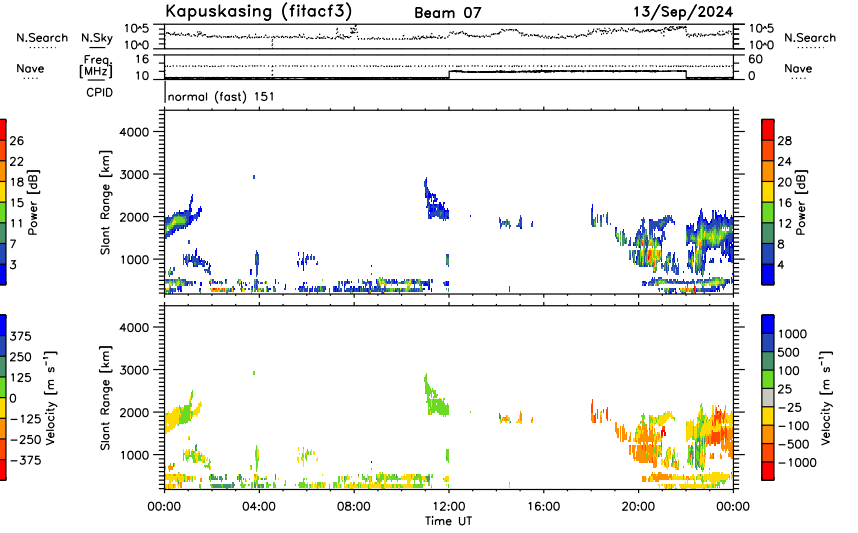 Kapuskasing (fitacf3) Beam 07 13/Sep/2024
N.Search N.Sky 10^5 10^0 10^5 10^0 N.Search
Nave Freq. [MHz] 16 10 60 0 Nave
CPID normal (fast) 151
Power [dB] 26 22 18 15 11 7 3
Slant Range [km] 4000 3000 2000 1000
28 24 20 16 12 8 4 Power [dB]
375 250 125 0 −125 −250 −375 Velocity [m s⁻¹]
Slant Range [km] 4000 3000 2000 1000
1000 500 100 25 −25 −100 −500 −1000 Velocity [m s⁻¹]
00:00 04:00 08:00 12:00 16:00 20:00 00:00
Time UT